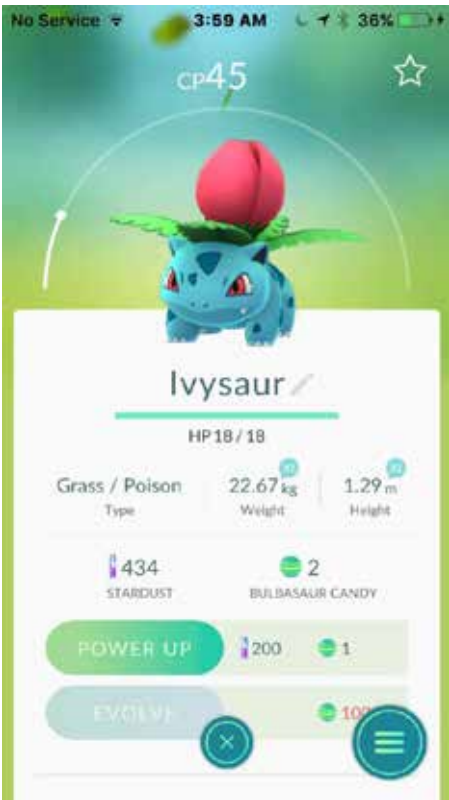 No Service 3:59 AM 36%
CP45
Ivysaur
HP 18 / 18
Grass / Poison 22.67 kg 1.29 m
Type Weight Height
434 2
STARDUST BULBASAUR CANDY
POWER UP 200 1
EVOLVE